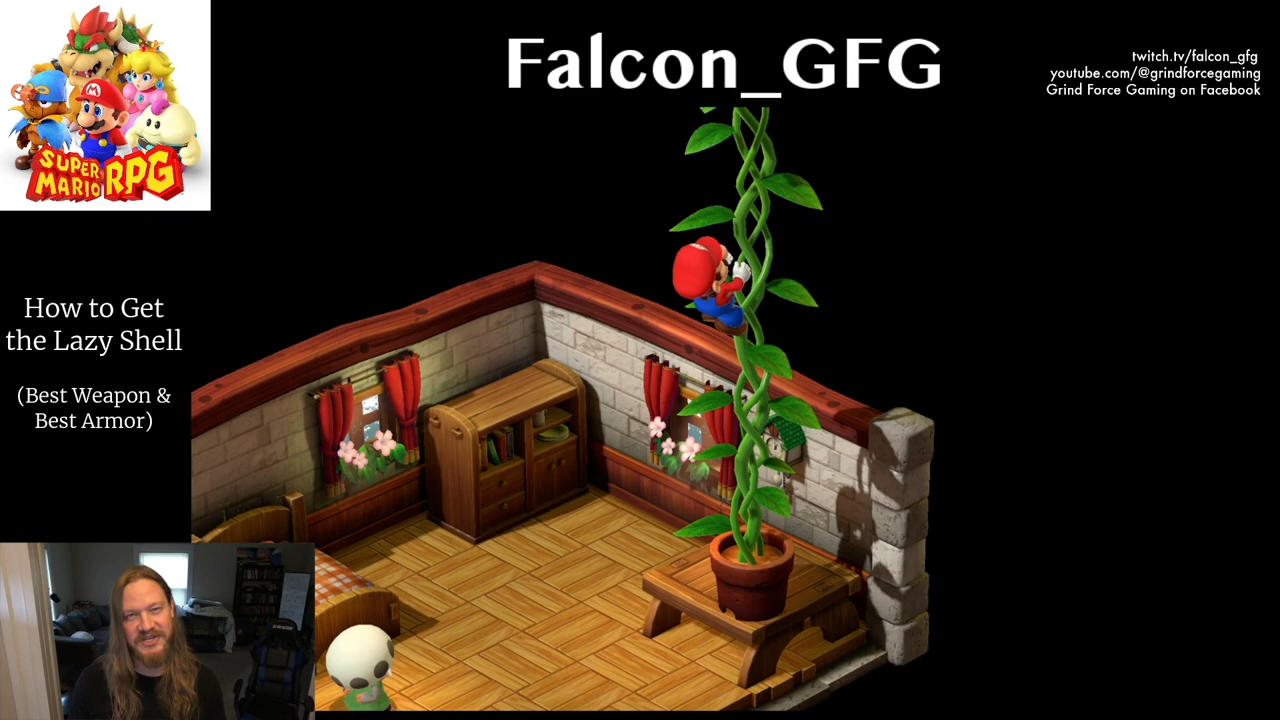 Falcon_GFG
twitch.tv/falcon_gfg
youtube.com/@grindforcegaming
Grind Force Gaming on Facebook
SUPER
MARIO RPG
How to Get
the Lazy Shell
(Best Weapon &
Best Armor)